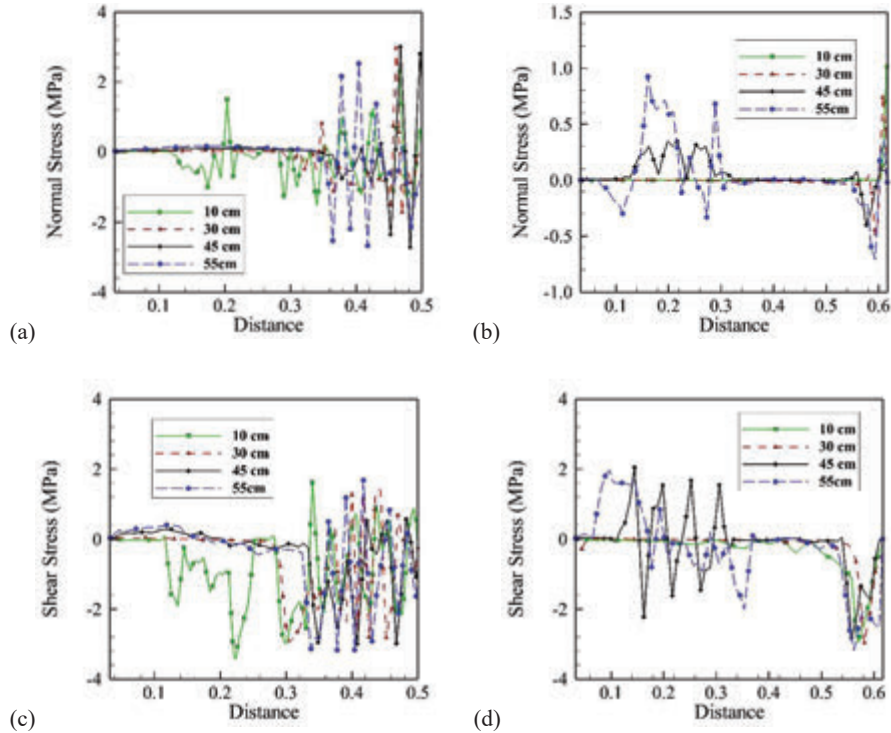 Normal Stress (MPa)
4
2
0
-2
-4
10 cm
30 cm
45 cm
55cm
0.1
0.2
0.3
0.4
0.5
Distance
(a)
Normal Stress (MPa)
1.5
1.0
0.5
0.0
-0.5
-1.0
10 cm
30 cm
45 cm
55cm
0.1
0.2
0.3
0.4
0.5
0.6
Distance
(b)
Shear Stress (MPa)
4
2
0
-2
-4
10 cm
30 cm
45 cm
55cm
0.1
0.2
0.3
0.4
0.5
Distance
(c)
Shear Stress (MPa)
4
2
0
-2
-4
10 cm
30 cm
45 cm
55cm
0.1
0.2
0.3
0.4
0.5
0.6
Distance
(d)